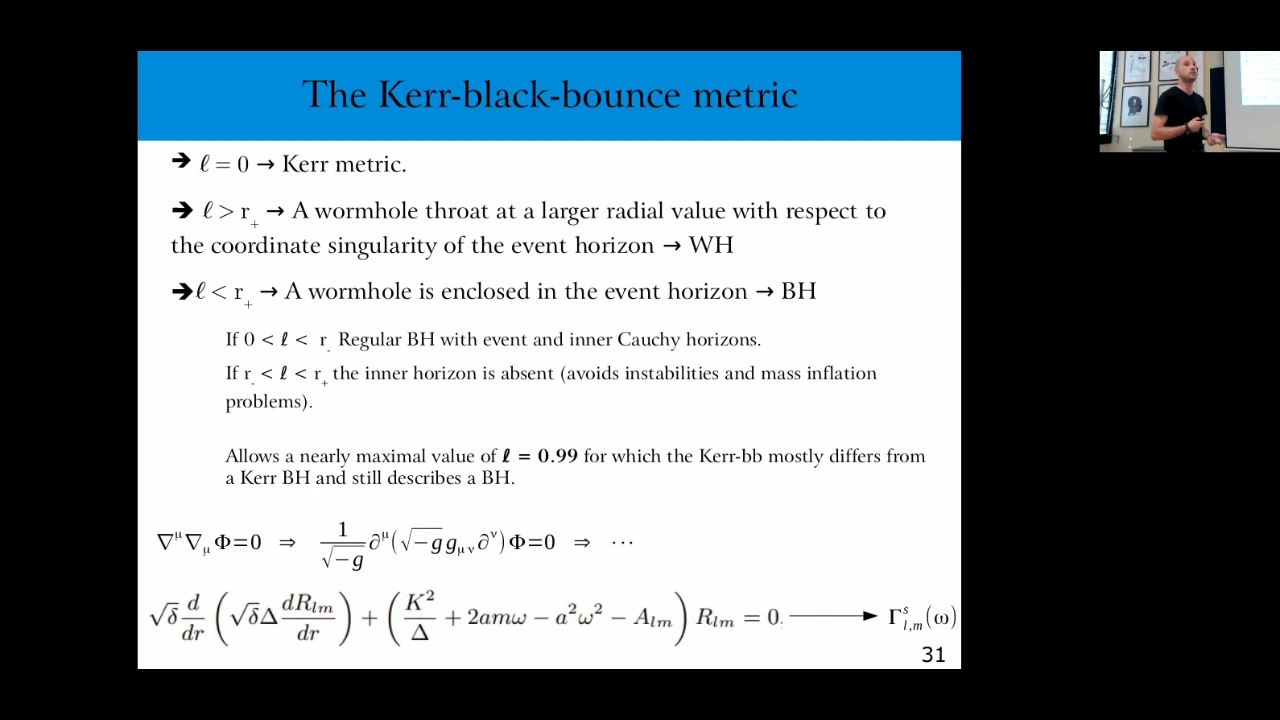 The Kerr-black-bounce metric
➔ ℓ = 0 → Kerr metric.
➔ ℓ > r₊ → A wormhole throat at a larger radial value with respect to
the coordinate singularity of the event horizon → WH
➔ℓ < r₊ → A wormhole is enclosed in the event horizon → BH
If 0 < ℓ < r₋ Regular BH with event and inner Cauchy horizons.
If r₋ < ℓ < r₊ the inner horizon is absent (avoids instabilities and mass inflation
problems).
Allows a nearly maximal value of ℓ = 0.99 for which the Kerr-bb mostly differs from
a Kerr BH and still describes a BH.
∇^μ ∇_μ Φ=0 ⇒ 1/√−g ∂^μ(√−g g_μν ∂^ν)Φ=0 ⇒ ⋯
√δ d/dr (√δΔ dR_lm/dr) + (K²/Δ + 2amω − a²ω² − A_lm) R_lm = 0, ⟶ Γ^s_l,m(ω)
31